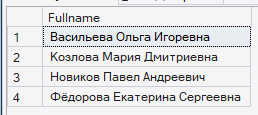 Fullname
1 Васильева Ольга Игоревна
2 Козлова Мария Дмитриевна
3 Новиков Павел Андреевич
4 Фёдорова Екатерина Сергеевна